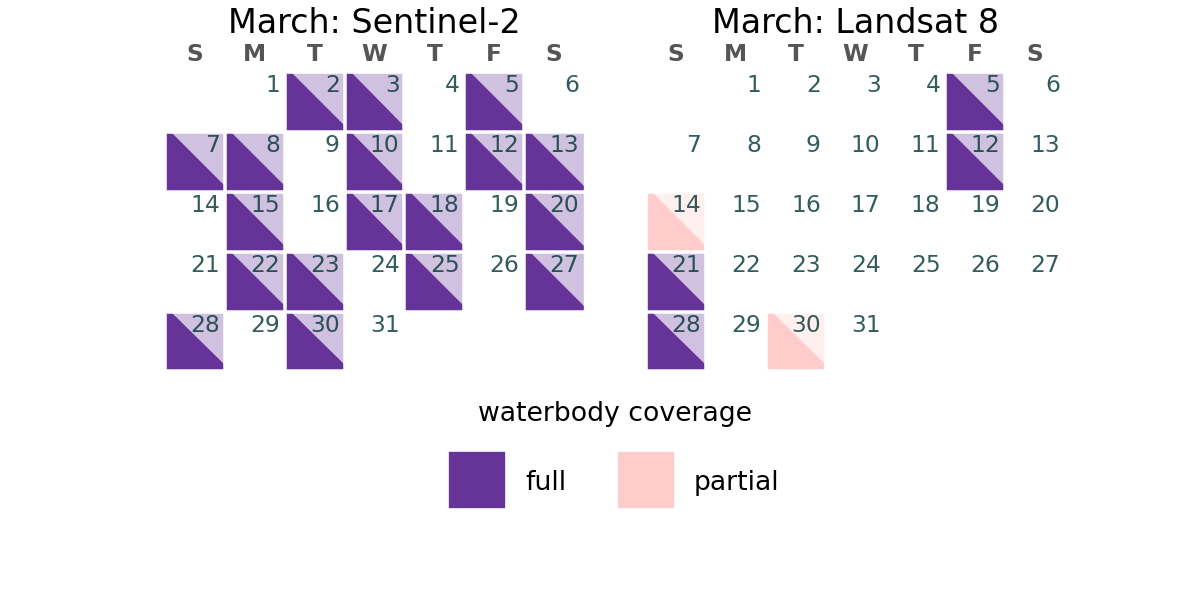 March: Sentinel-2
S M T W T F S
1 2 3 4 5 6
7 8 9 10 11 12 13
14 15 16 17 18 19 20
21 22 23 24 25 26 27
28 29 30 31
March: Landsat 8
S M T W T F S
1 2 3 4 5 6
7 8 9 10 11 12 13
14 15 16 17 18 19 20
21 22 23 24 25 26 27
28 29 30 31
waterbody coverage
full partial